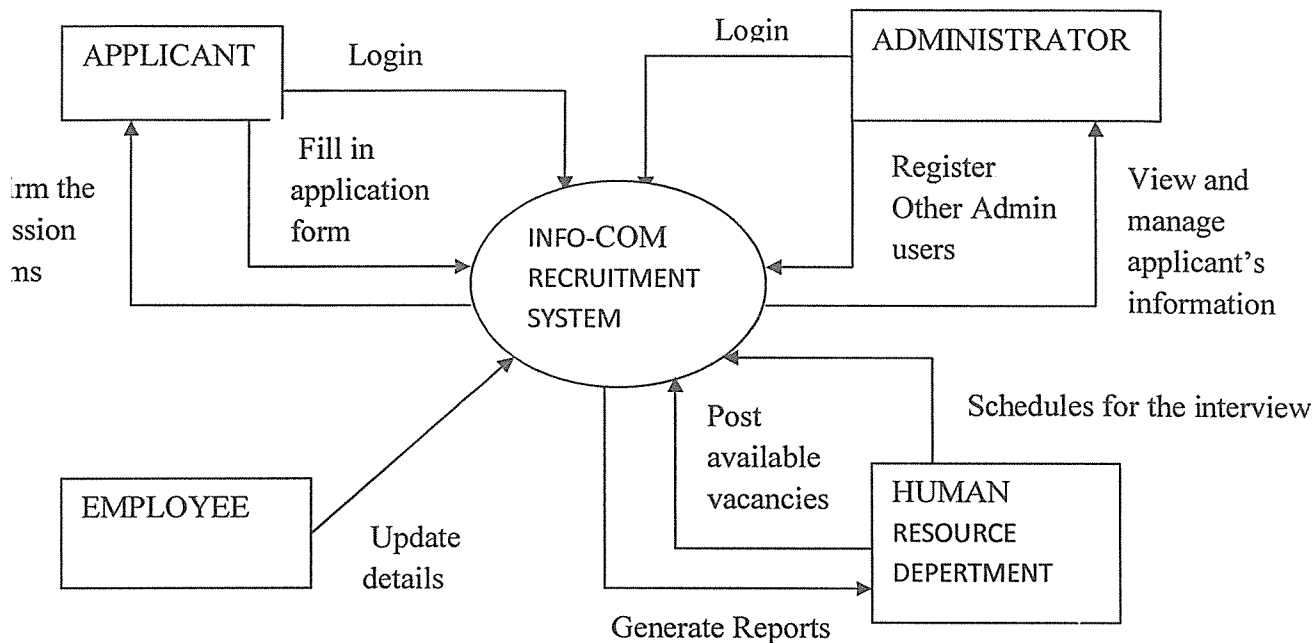 APPLICANT
Login
Login
ADMINISTRATOR
Fill in
application
form
the
Register
Other Admin
users
View and
manage
applicant's
information
INFO-COM
RECRUITMENT
SYSTEM
Post
available
vacancies
Schedules for the interview
EMPLOYEE
Update
details
HUMAN
RESOURCE
DEPERTMENT
Generate Reports